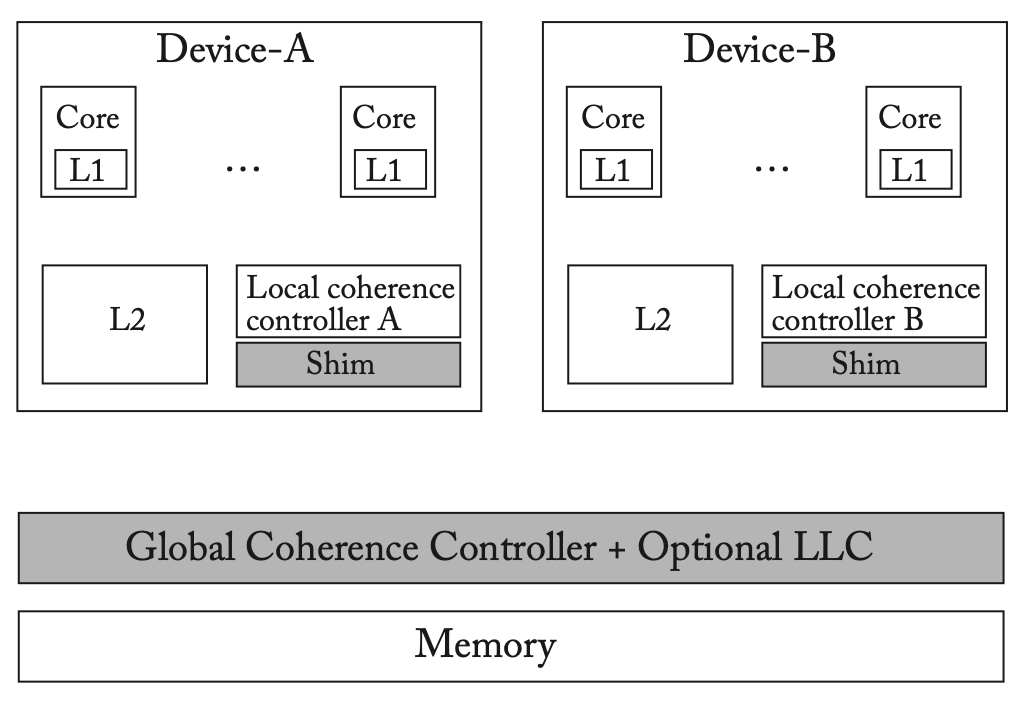 Device-A
Core
L1
...
Core
L1
L2
Local coherence
controller A
Shim
Device-B
Core
L1
...
Core
L1
L2
Local coherence
controller B
Shim
Global Coherence Controller + Optional LLC
Memory